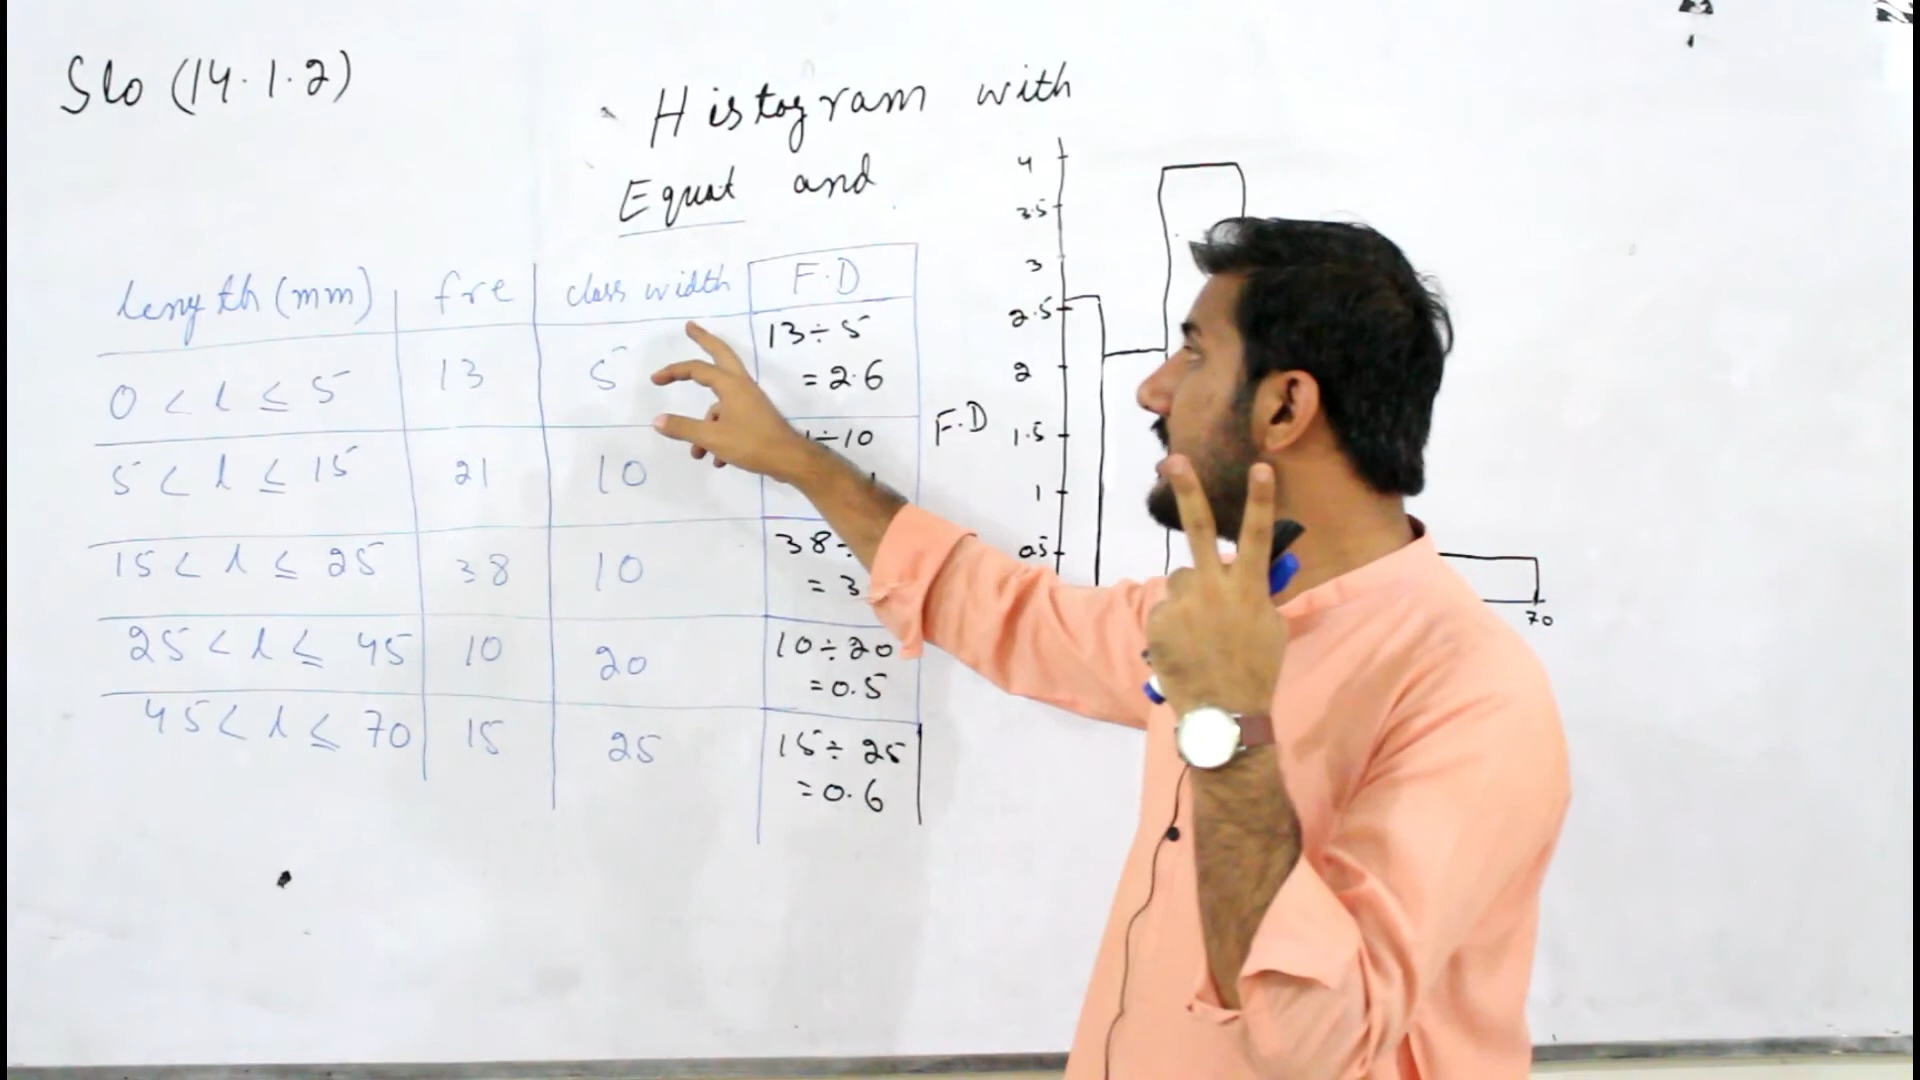 Slo (14.1.2)
Histogram with
Equal and
length (mm) fre class width F.D
0 < l ≤ 5 13 5 13÷5 = 2.6
5 < l ≤ 15 21 10 ÷10
15 < l ≤ 25 38 10 38÷ = 3
25 < l ≤ 45 10 20 10÷20 = 0.5
45 < l ≤ 70 15 25 15÷25 = 0.6
4
3.5
3
2.5
2
F.D 1.5
1
0.5
70